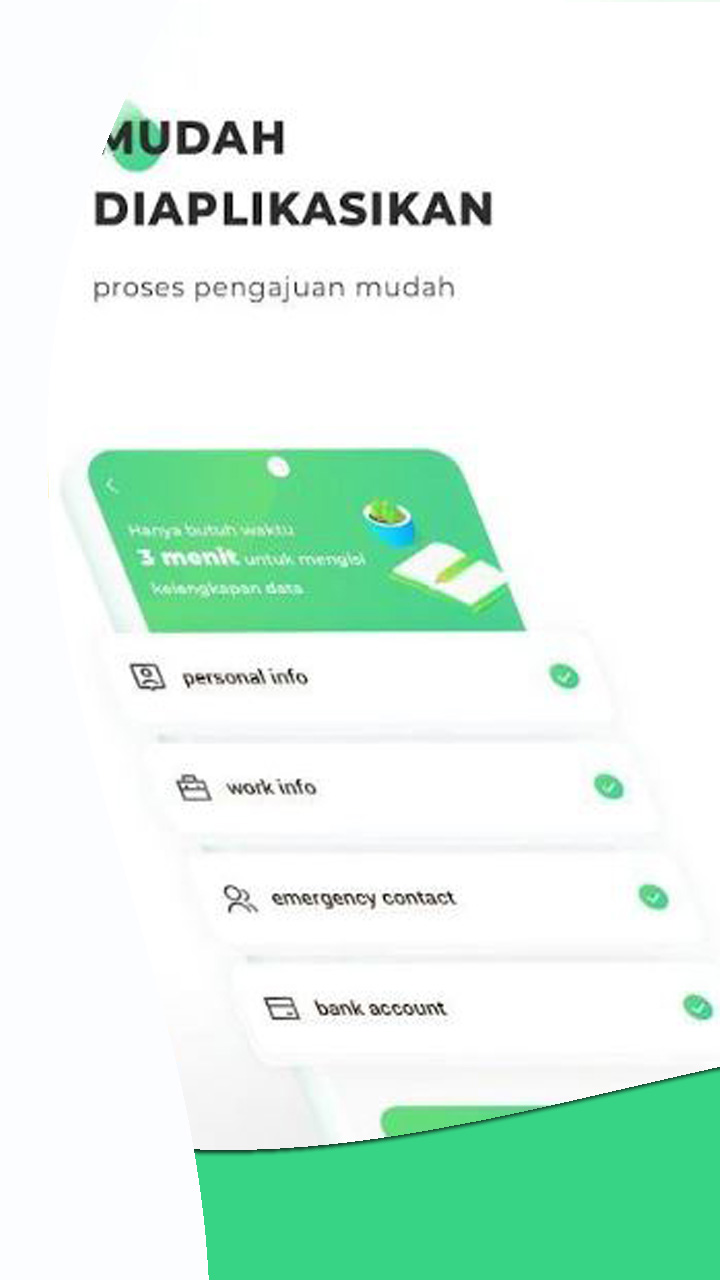 MUDAH
DIAPLIKASIKAN
proses pengajuan mudah
Hanya butuh waktu
3 menit untuk mengisi
kelengkapan data
personal info
work info
emergency contact
bank account